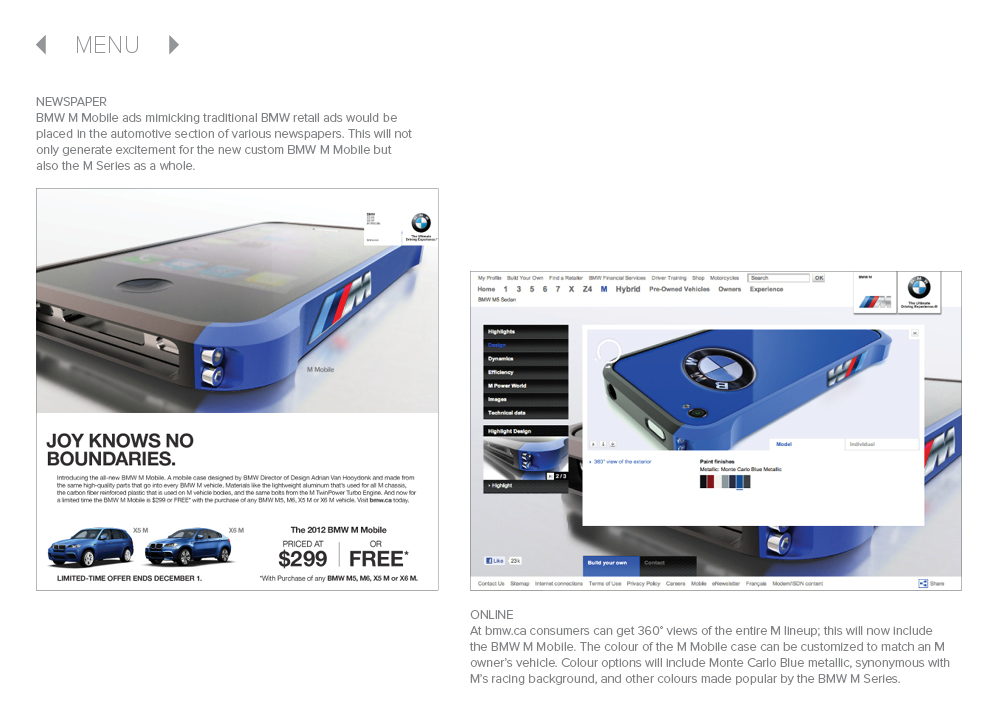 MENU
NEWSPAPER
BMW M Mobile ads mimicking traditional BMW retail ads would be
placed in the automotive section of various newspapers. This will not
only generate excitement for the new custom BMW M Mobile but
also the M Series as a whole.
BMW
The Ultimate
Driving Experience.®
M
M Mobile
JOY KNOWS NO
BOUNDARIES.
Introducing the all-new BMW M Mobile. A mobile case designed by BMW Director of Design Adrian Van Hooydonk and made from
the same high-quality parts that go into every BMW M vehicle. Materials like the lightweight aluminum that's used for all M chassis,
the carbon fiber reinforced plastic that is used on M vehicle bodies, and the same bolts from the M TwinPower Turbo Engine. And now for
a limited time the BMW M Mobile is $299 or FREE* with the purchase of any BMW M5, M6, X5 M or X6 M vehicle. Visit bmw.ca today.
X5 M
X6 M
The 2012 BMW M Mobile
PRICED AT
$299
OR
FREE*
LIMITED-TIME OFFER ENDS DECEMBER 1.
*With Purchase of any BMW M5, M6, X5 M or X6 M.
My Profile Build Your Own Find a Retailer BMW Financial Services Driver Training Shop Motorcycles Search OK
Home 1 3 5 6 7 X Z4 M Hybrid Pre-Owned Vehicles Owners Experience
BMW M5 Sedan
BMW M
M
The Ultimate
Driving Experience.®
Highlights
Design
Dynamics
Efficiency
M Power World
Images
Technical data
Highlight Design
2 / 3
Highlight
BMW
M
Model
Individual
360° view of the exterior
Paint finishes
Metallic: Monte Carlo Blue Metallic
Like 23k
Build your own
Contact
Contact Us Sitemap Internet connections Terms of Use Privacy Policy Careers Mobile eNewsletter Français Modem/ISDN content Share
ONLINE
At bmw.ca consumers can get 360° views of the entire M lineup; this will now include
the BMW M Mobile. The colour of the M Mobile case can be customized to match an M
owner's vehicle. Colour options will include Monte Carlo Blue metallic, synonymous with
M's racing background, and other colours made popular by the BMW M Series.